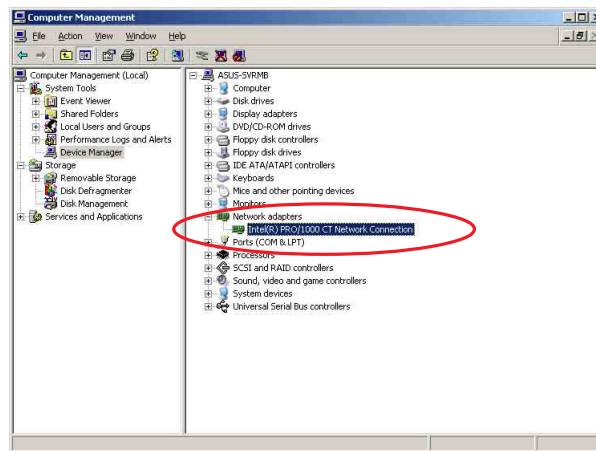 Computer Management
File Action View Window Help
Computer Management (Local)
System Tools
Event Viewer
Shared Folders
Local Users and Groups
Performance Logs and Alerts
Device Manager
Storage
Removable Storage
Disk Defragmenter
Disk Management
Services and Applications
ASUS-SVRMB
Computer
Disk drives
Display adapters
DVD/CD-ROM drives
Floppy disk controllers
Floppy disk drives
IDE ATA/ATAPI controllers
Keyboards
Mice and other pointing devices
Monitors
Network adapters
Intel(R) PRO/1000 CT Network Connection
Ports (COM & LPT)
Processors
SCSI and RAID controllers
Sound, video and game controllers
System devices
Universal Serial Bus controllers